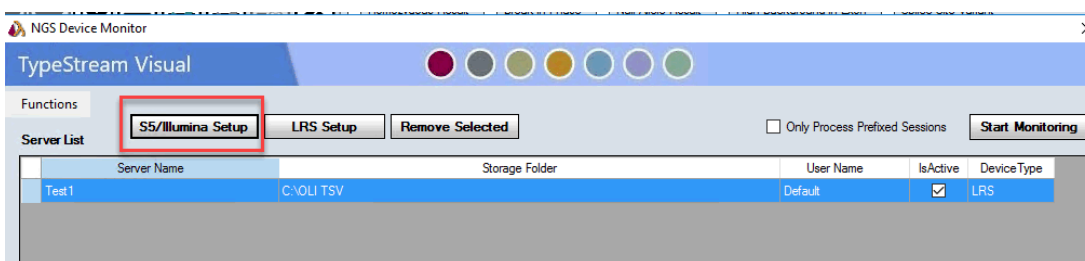 NGS Device Monitor
TypeStream Visual
Functions
Server List
S5/Illumina Setup LRS Setup Remove Selected Only Process Prefixed Sessions Start Monitoring
Server Name Storage Folder User Name IsActive DeviceType
Test1 C:\OLI TSV Default LRS